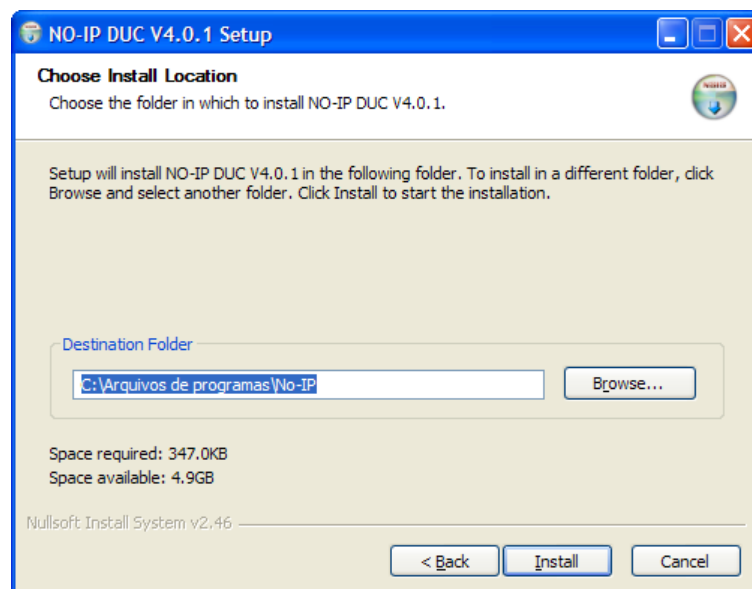 NO-IP DUC V4.0.1 Setup
Choose Install Location
Choose the folder in which to install NO-IP DUC V4.0.1.
Setup will install NO-IP DUC V4.0.1 in the following folder. To install in a different folder, click
Browse and select another folder. Click Install to start the installation.
Destination Folder
C:\Arquivos de programas\No-IP
Browse...
Space required: 347.0KB
Space available: 4.9GB
Nullsoft Install System v2.46
< Back
Install
Cancel